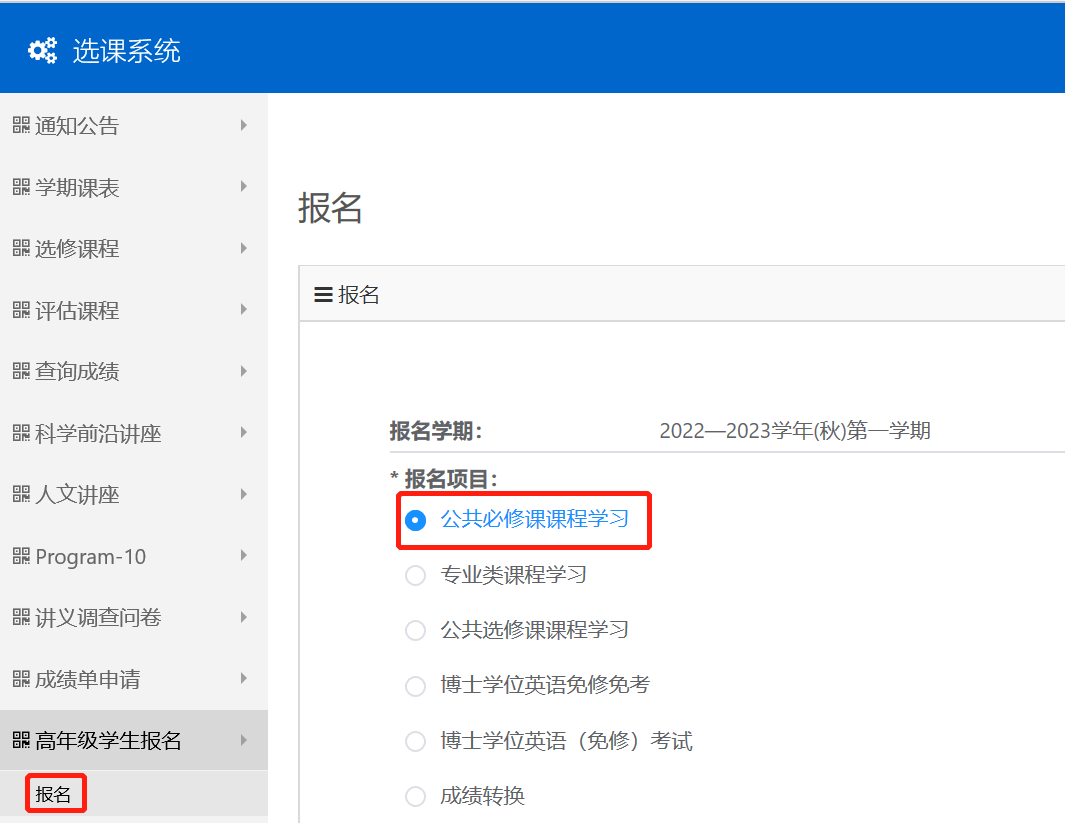 选课系统
通知公告
学期课表
选修课程
评估课程
查询成绩
科学前沿讲座
人文讲座
Program-10
讲义调查问卷
成绩单申请
高年级学生报名
报名
报名
报名
报名学期：
2022—2023学年(秋)第一学期
* 报名项目：
公共必修课课程学习
专业类课程学习
公共选修课课程学习
博士学位英语免修免考
博士学位英语（免修）考试
成绩转换